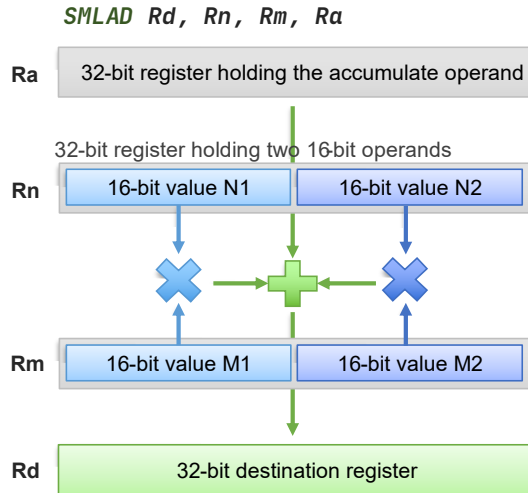 SMLAD Rd, Rn, Rm, Ra
Ra 32-bit register holding the accumulate operand
32-bit register holding two 16-bit operands
Rn 16-bit value N1 16-bit value N2
Rm 16-bit value M1 16-bit value M2
Rd 32-bit destination register